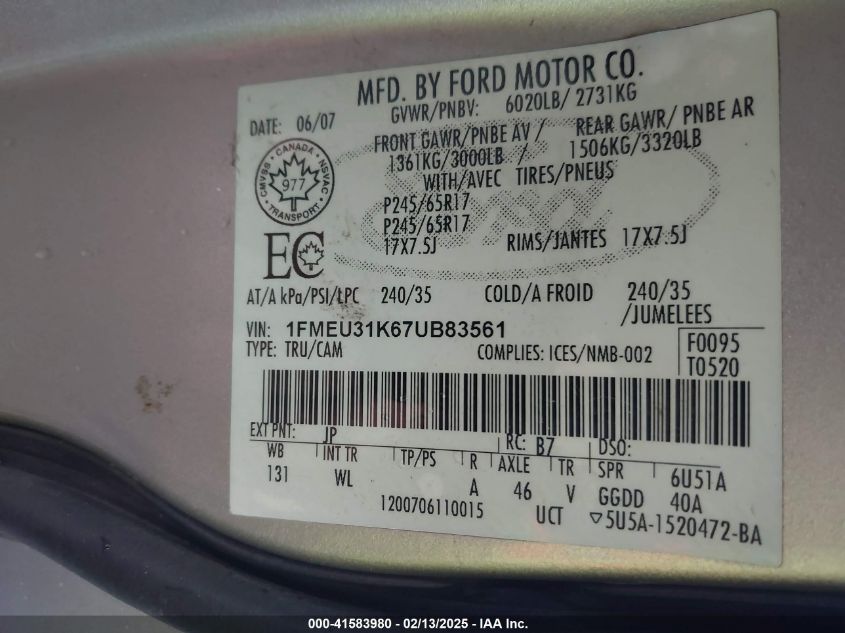 MFD. BY FORD MOTOR CO.
DATE: 06/07 GVWR/PNBV: 6020LB/ 2731KG
FRONT GAWR/PNBE AV / REAR GAWR/ PNBE AR
1361KG/3000LB / 1506KG/3320LB
WITH/AVEC TIRES/PNEUS
CMVSS CANADA NSVAC
977
TRANSPORT
P245/65R17
P245/65R17
17X7.5J RIMS/JANTES 17X7.5J
EC
AT/A kPa/PSI/LPC 240/35 COLD/A FROID 240/35
/JUMELEES
VIN: 1FMEU31K67UB83561
TYPE: TRU/CAM COMPLIES: ICES/NMB-002
F0095
T0520
EXT PNT: JP RC: B7 DSO:
WB INT TR TP/PS R AXLE TR SPR 6U51A
131 WL A 46 V GGDD 40A
1200706110015 UCT ▽5U5A-1520472-BA
000-41583980 - 02/13/2025 - IAA Inc.